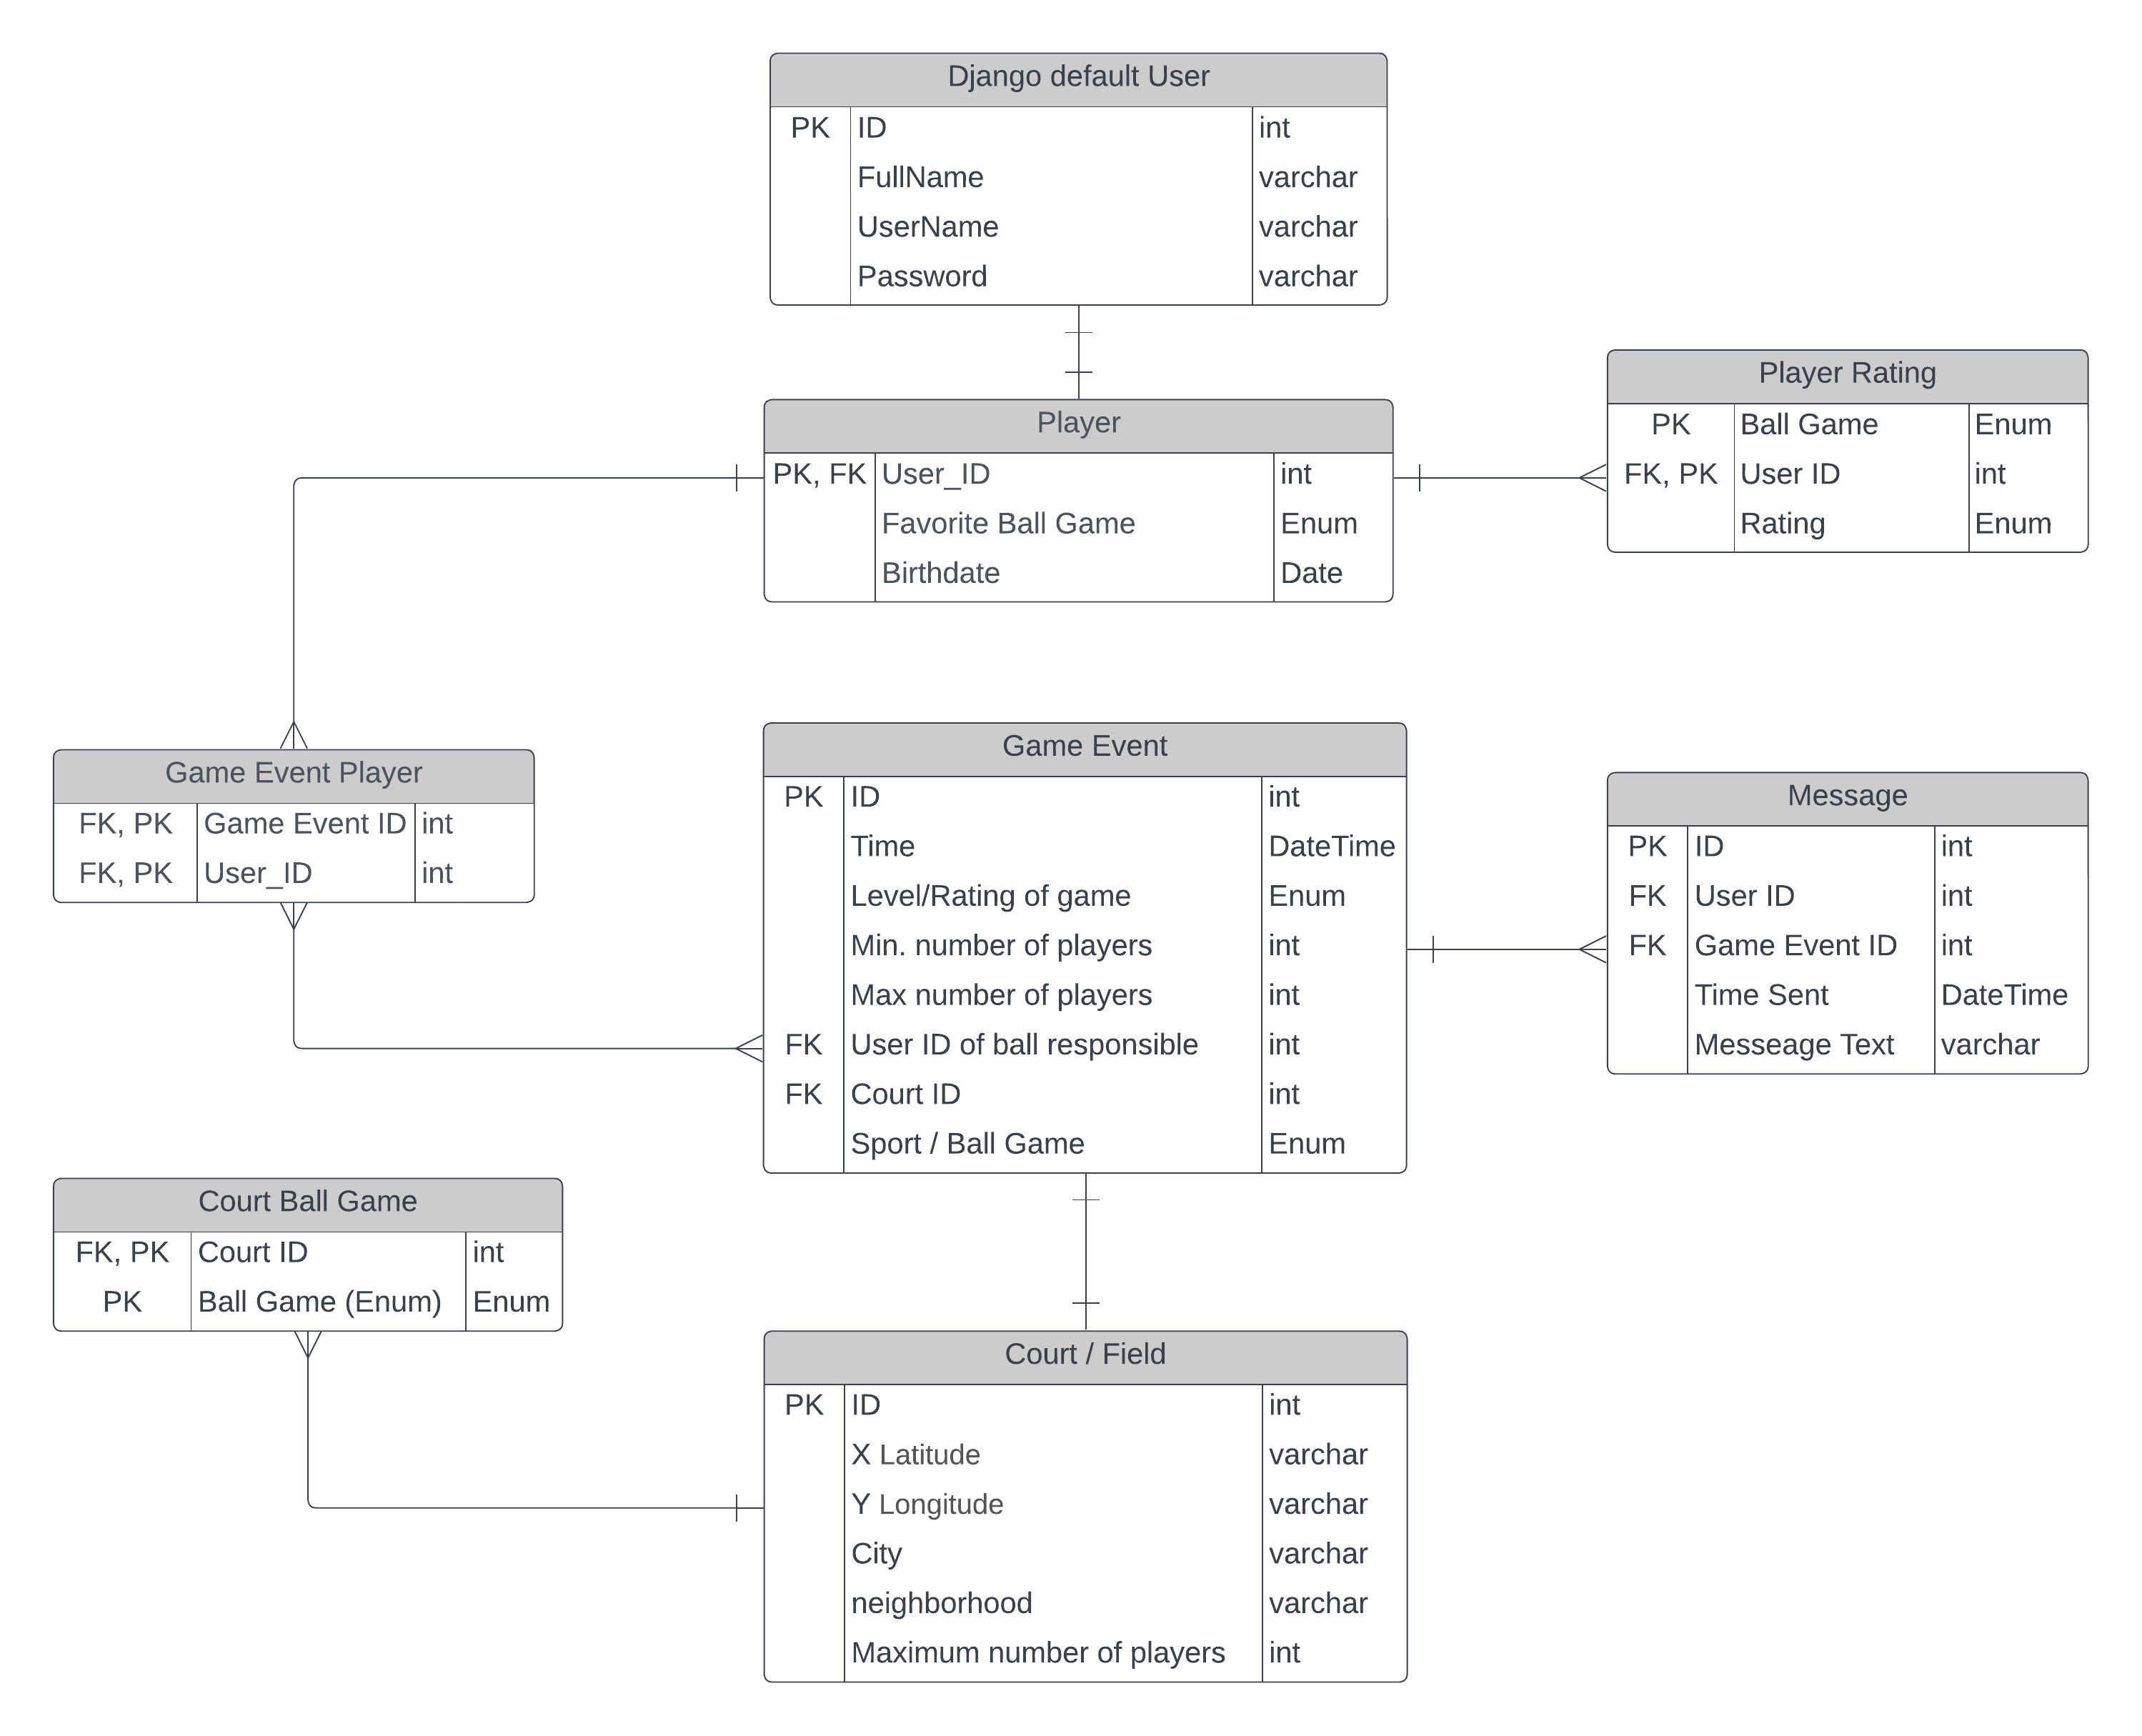 Django default User
PK ID int
FullName varchar
UserName varchar
Password varchar
Player
PK, FK User_ID int
Favorite Ball Game Enum
Birthdate Date
Player Rating
PK Ball Game Enum
FK, PK User ID int
Rating Enum
Game Event Player
FK, PK Game Event ID int
FK, PK User_ID int
Game Event
PK ID int
Time DateTime
Level/Rating of game Enum
Min. number of players int
Max number of players int
FK User ID of ball responsible int
FK Court ID int
Sport / Ball Game Enum
Message
PK ID int
FK User ID int
FK Game Event ID int
Time Sent DateTime
Messeage Text varchar
Court Ball Game
FK, PK Court ID int
PK Ball Game (Enum) Enum
Court / Field
PK ID int
X Latitude varchar
Y Longitude varchar
City varchar
neighborhood varchar
Maximum number of players int